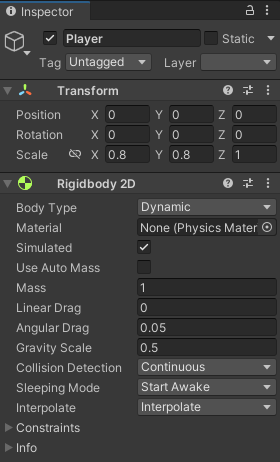 Inspector
Player Static
Tag Untagged Layer
Transform
Position X 0 Y 0 Z 0
Rotation X 0 Y 0 Z 0
Scale X 0.8 Y 0.8 Z 1
Rigidbody 2D
Body Type Dynamic
Material None (Physics Mater
Simulated
Use Auto Mass
Mass 1
Linear Drag 0
Angular Drag 0.05
Gravity Scale 0.5
Collision Detection Continuous
Sleeping Mode Start Awake
Interpolate Interpolate
Constraints
Info